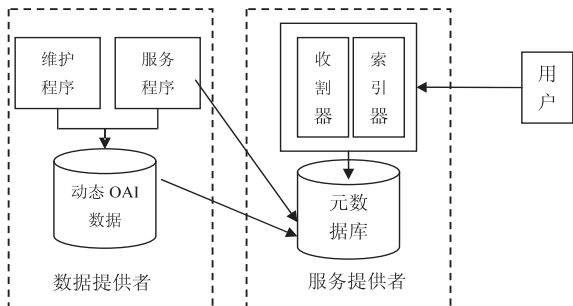 维护
程序
服务
程序
动态 OAI
数据
数据提供者
收
割
器
索
引
器
元数
据库
服务提供者
用
户